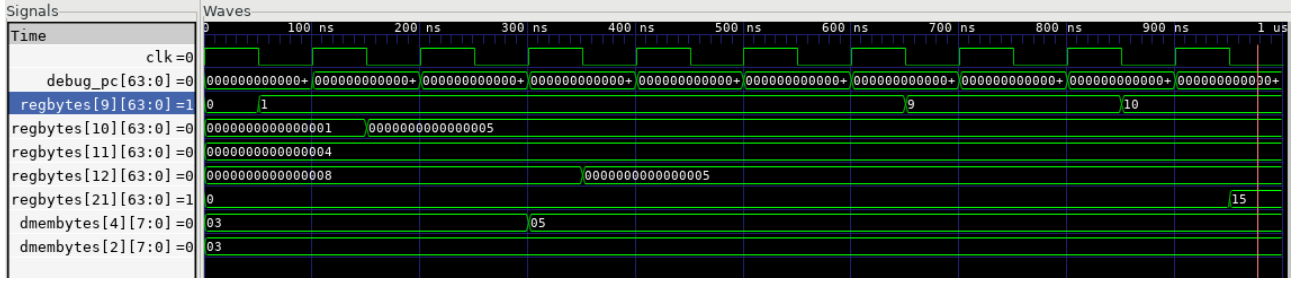 Signals Waves
Time 0 100 ns 200 ns 300 ns 400 ns 500 ns 600 ns 700 ns 800 ns 900 ns 1 us
clk=0
debug_pc[63:0]=0 000000000000+ 000000000000+ 000000000000+ 000000000000+ 000000000000+ 000000000000+ 000000000000+ 000000000000+ 000000000000+ 000000000000+
regbytes[9][63:0]=1 0 1 9 10
regbytes[10][63:0]=0 0000000000000001 0000000000000005
regbytes[11][63:0]=0 0000000000000004
regbytes[12][63:0]=0 0000000000000008 0000000000000005
regbytes[21][63:0]=1 0 15
dmembytes[4][7:0]=0 03 05
dmembytes[2][7:0]=0 03